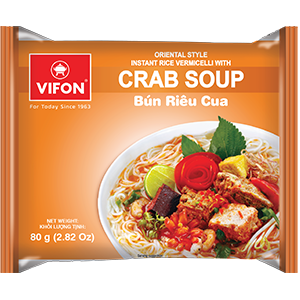 ORIENTAL STYLE
INSTANT RICE VERMICELLI WITH
CRAB SOUP
Bún Riêu Cua
VIFON
For Today Since 1963
NET WEIGHT:
KHỐI LƯỢNG TỊNH:
80 g (2.82 Oz)